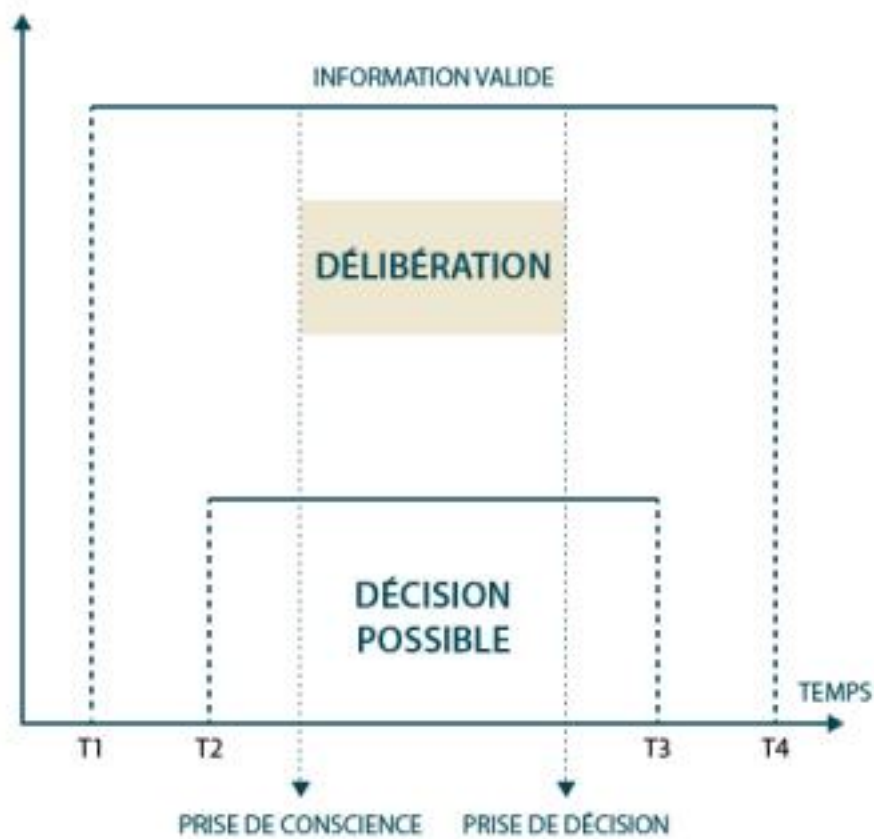 INFORMATION VALIDE
DÉLIBÉRATION
DÉCISION
POSSIBLE
TEMPS
T1
T2
T3
T4
PRISE DE CONSCIENCE
PRISE DE DÉCISION